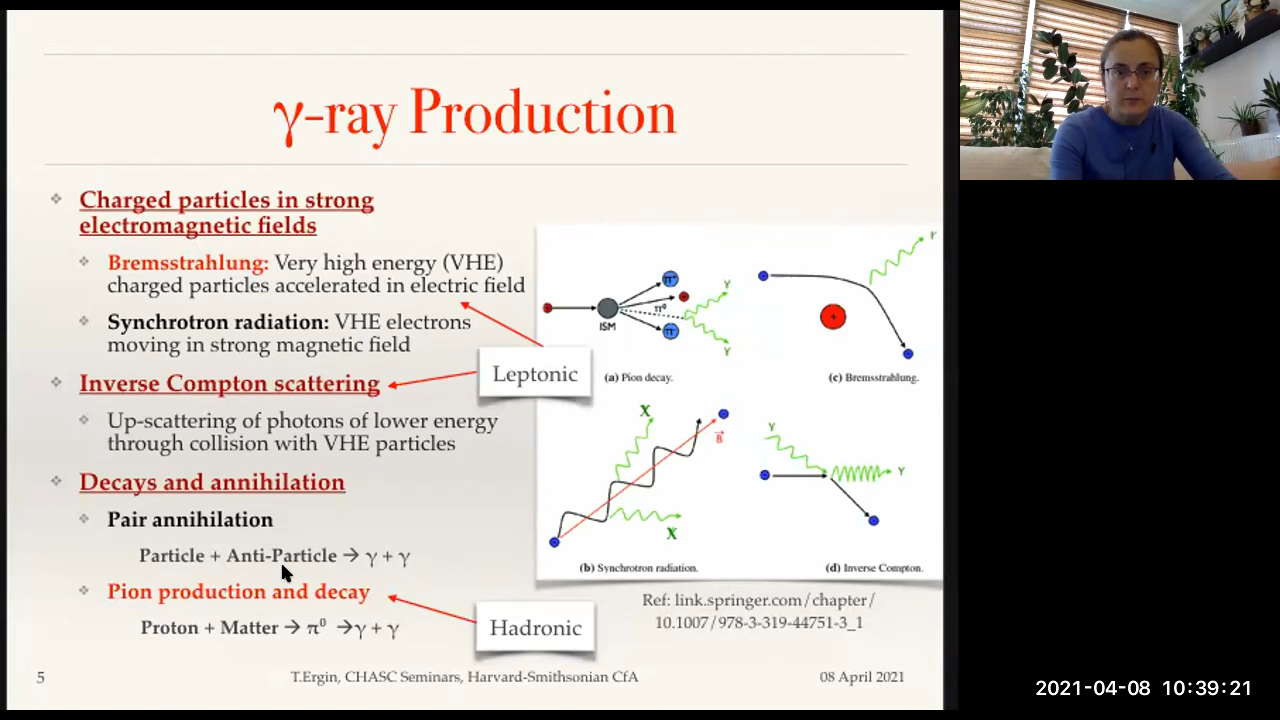 γ-ray Production
❖ Charged particles in strong
electromagnetic fields
❖ Bremsstrahlung: Very high energy (VHE)
charged particles accelerated in electric field
❖ Synchrotron radiation: VHE electrons
moving in strong magnetic field
Leptonic
❖ Inverse Compton scattering
❖ Up-scattering of photons of lower energy
through collision with VHE particles
❖ Decays and annihilation
❖ Pair annihilation
Particle + Anti-Particle → γ + γ
❖ Pion production and decay
Hadronic
Proton + Matter → π⁰ → γ + γ
ISM
π⁺
π⁰
π⁻
γ
γ
(a) Pion decay.
γ
+
(c) Bremsstrahlung.
X
B⃗
X
(b) Synchrotron radiation.
γ
γ
(d) Inverse Compton.
Ref: link.springer.com/chapter/
10.1007/978-3-319-44751-3_1
5
T.Ergin, CHASC Seminars, Harvard-Smithsonian CfA
08 April 2021
2021-04-08 10:39:21